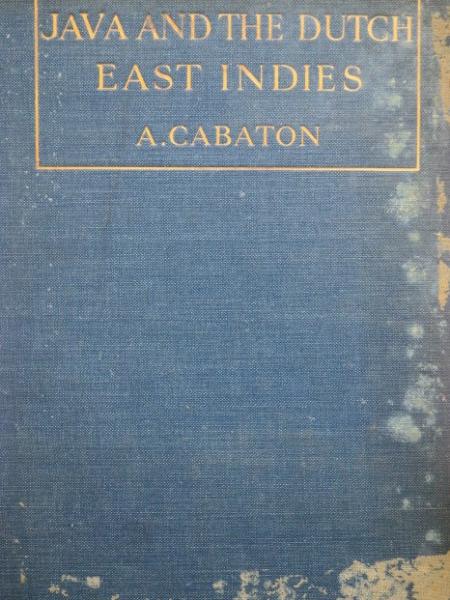 JAVA AND THE DUTCH
EAST INDIES
A. CABATON